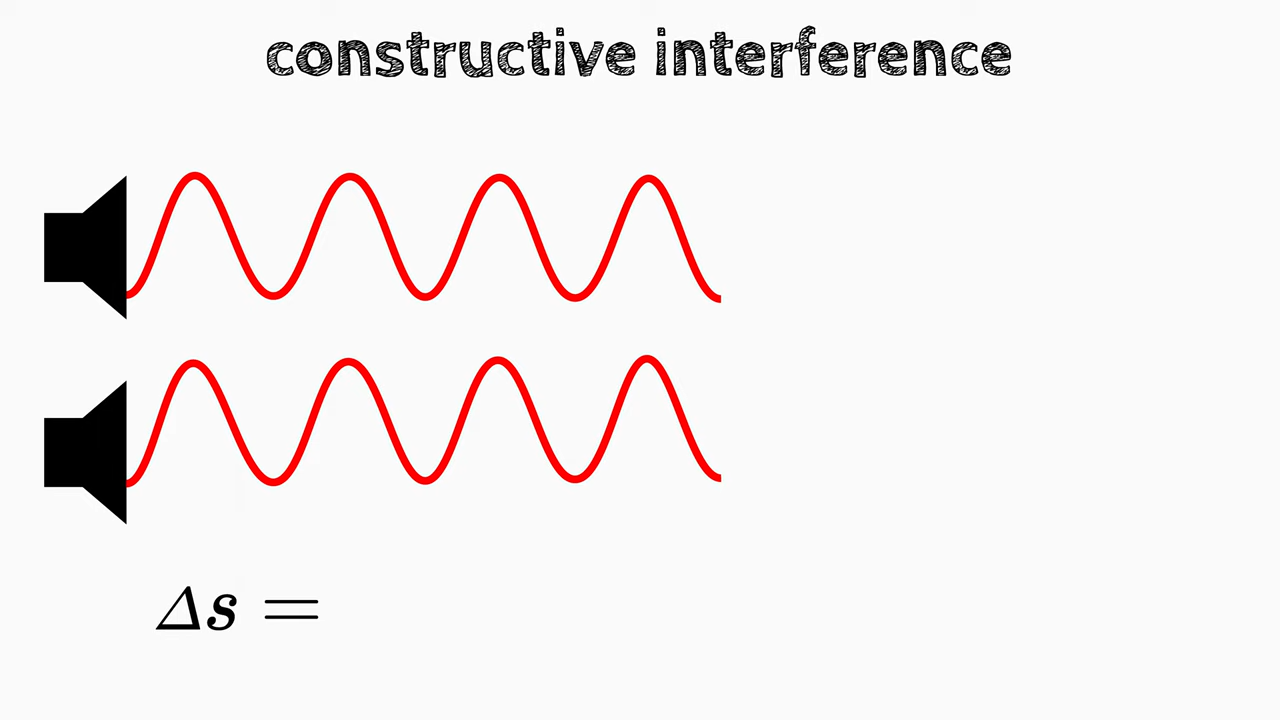 constructive interference
Δs =